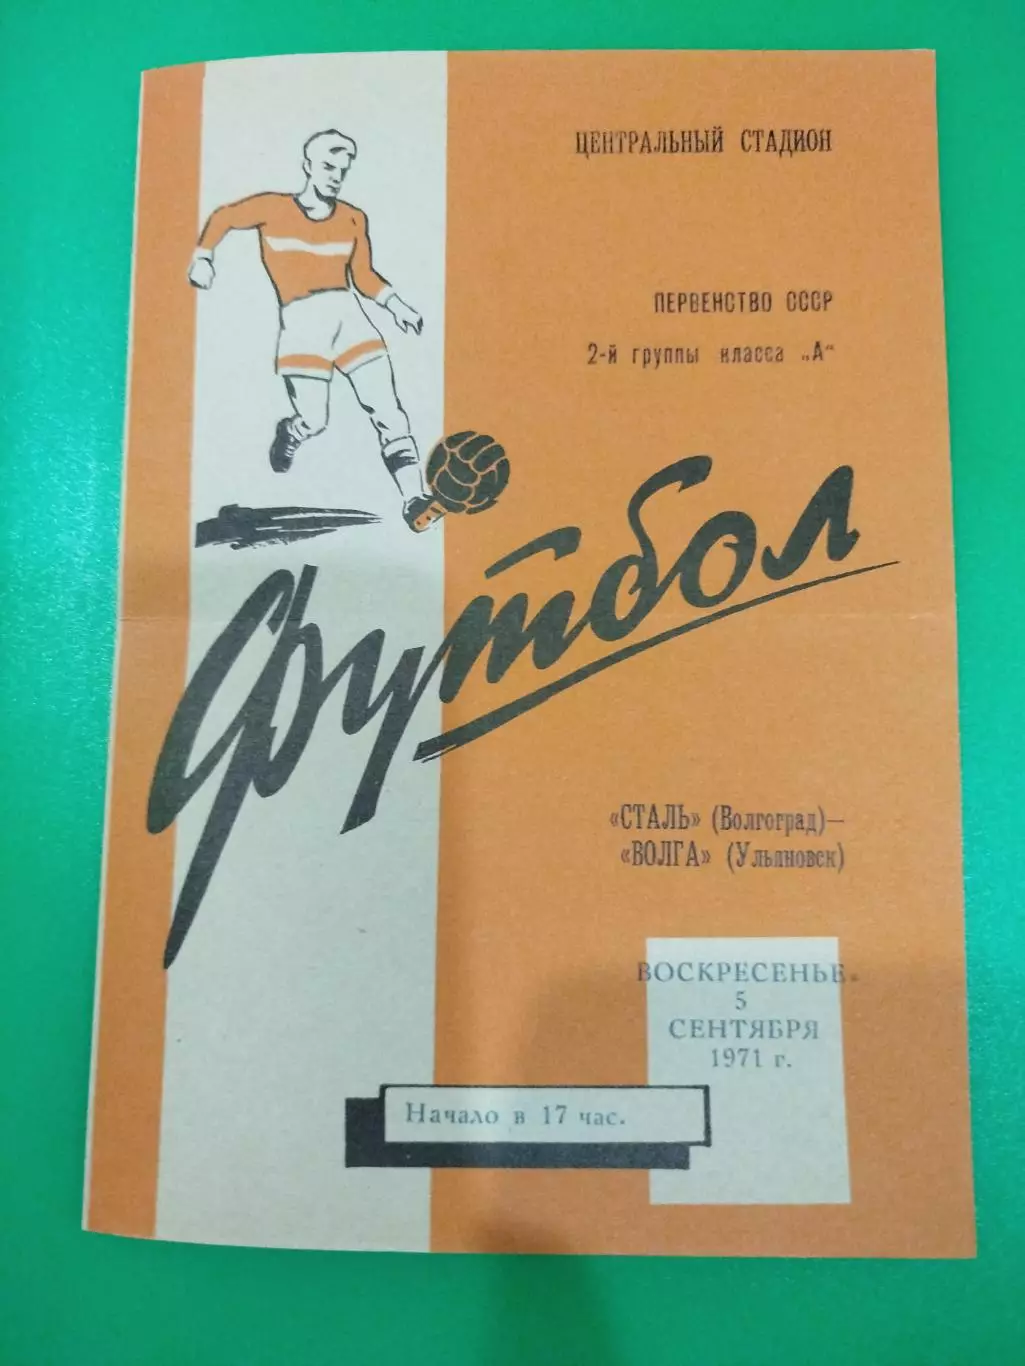 ЦЕНТРАЛЬНЫЙ СТАДИОН
ПЕРВЕНСТВО СССР
2-й группы класса „А“
Футбол
«СТАЛЬ» (Волгоград)—
«ВОЛГА» (Ульяновск)
ВОСКРЕСЕНЬЕ
5
СЕНТЯБРЯ
1971 г.
Начало в 17 час.